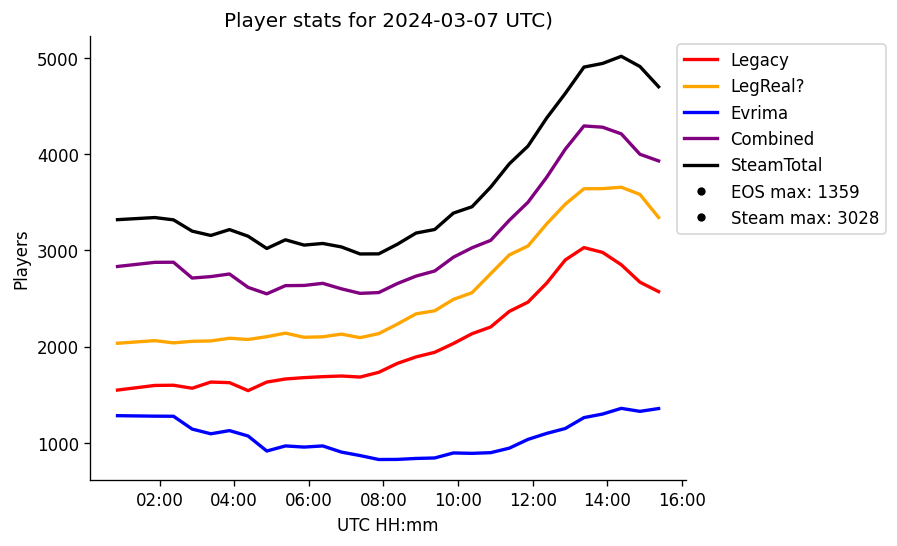 Player stats for 2024-03-07 UTC)
5000
4000
3000
2000
1000
Players
02:00 04:00 06:00 08:00 10:00 12:00 14:00 16:00
UTC HH:mm
Legacy
LegReal?
Evrima
Combined
SteamTotal
EOS max: 1359
Steam max: 3028